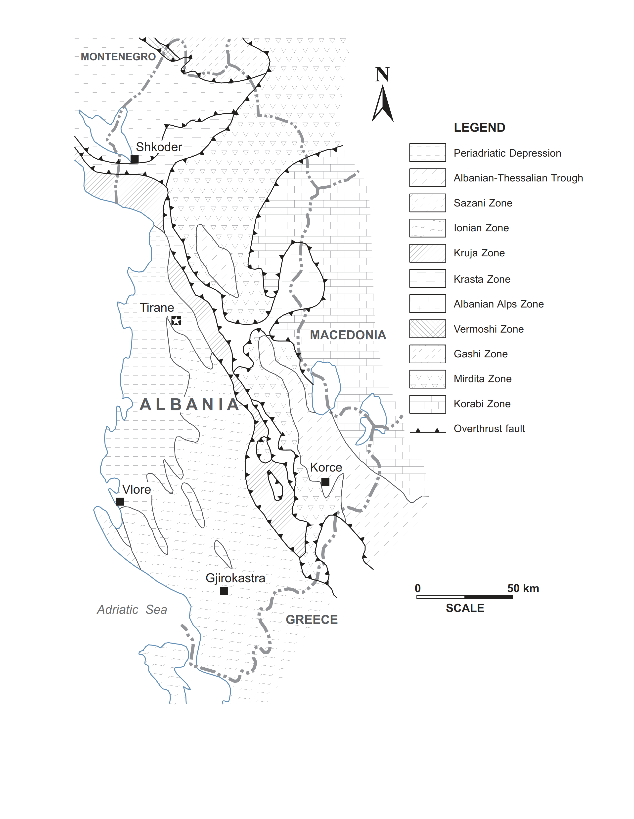 MONTENEGRO
N
Shkoder
LEGEND
Periadriatic Depression
Albanian-Thessalian Trough
Sazani Zone
Ionian Zone
Kruja Zone
Krasta Zone
Albanian Alps Zone
Vermoshi Zone
Gashi Zone
Mirdita Zone
Korabi Zone
Overthrust fault
Tirane
MACEDONIA
ALBANIA
Korce
Vlore
Gjirokastra
0 50 km
SCALE
Adriatic Sea
GREECE